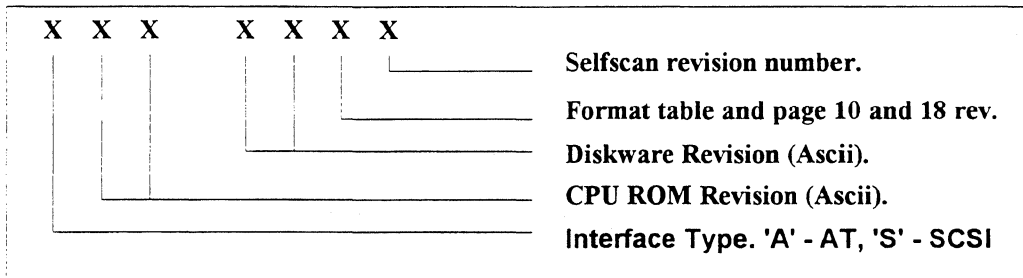 X X X X X X X
Selfscan revision number.
Format table and page 10 and 18 rev.
Diskware Revision (Ascii).
CPU ROM Revision (Ascii).
Interface Type. 'A' - AT, 'S' - SCSI